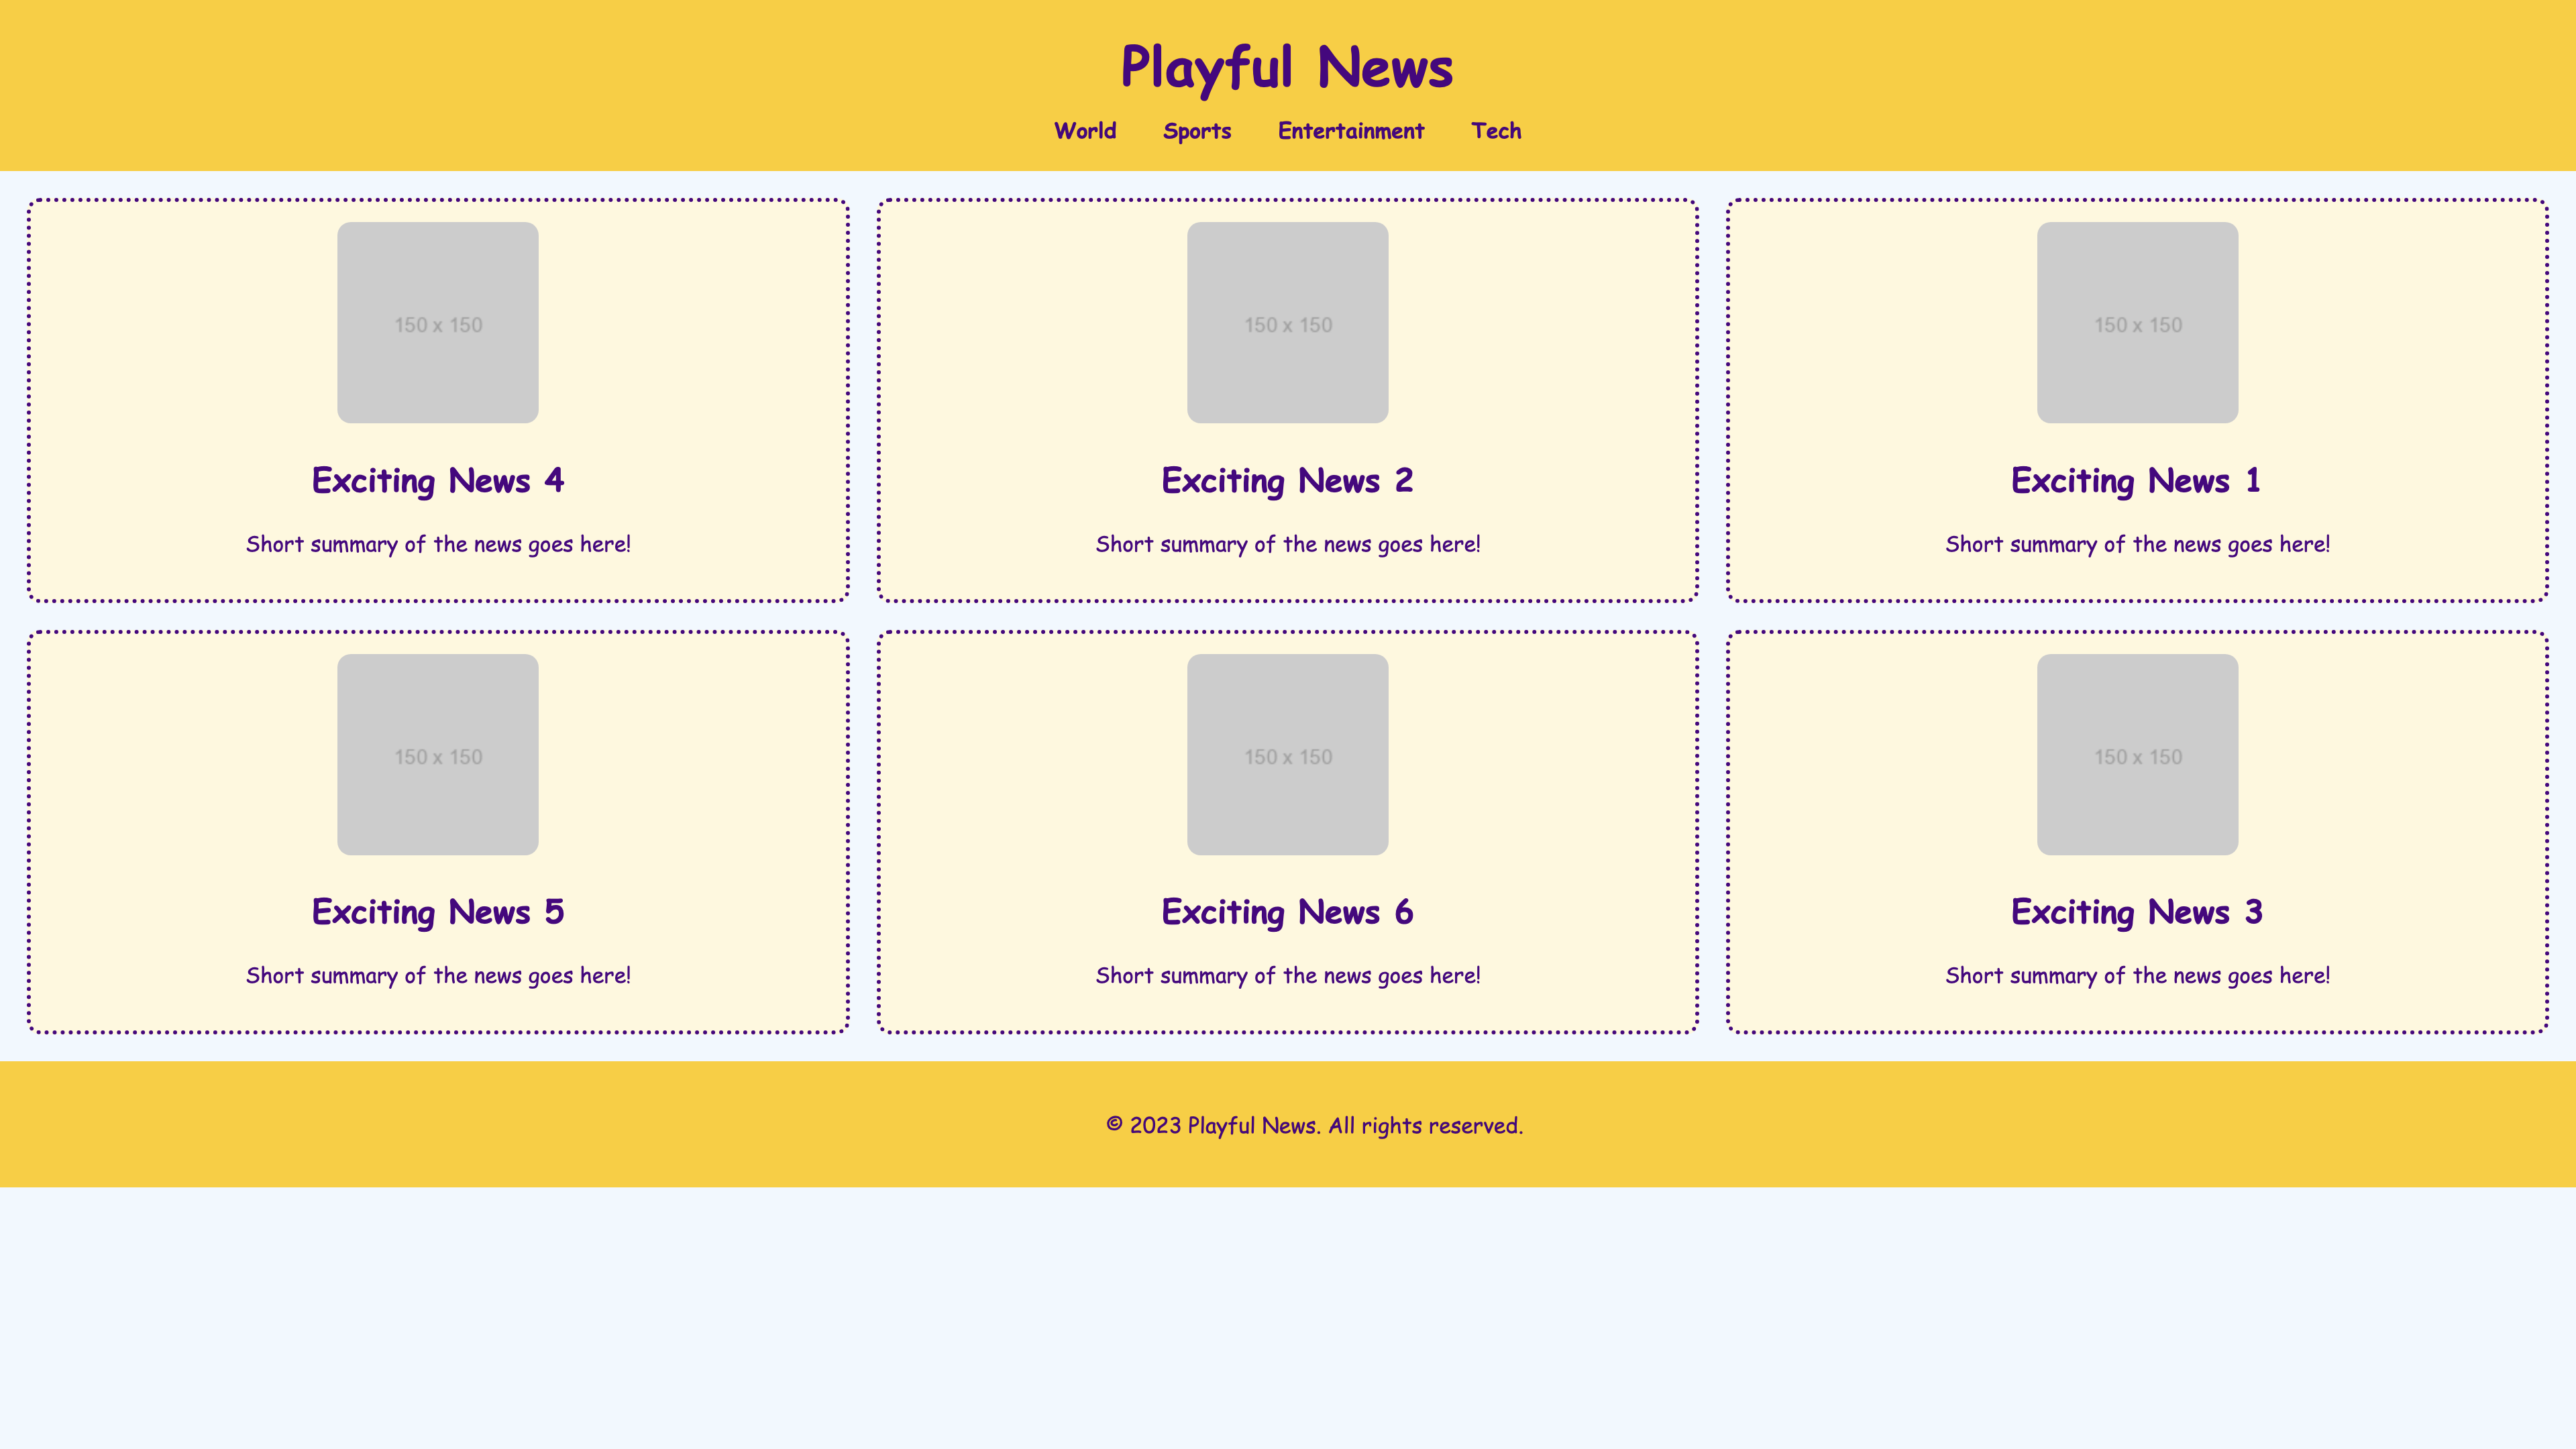 Playful News
World Sports Entertainment Tech
150 x 150
Exciting News 4
Short summary of the news goes here!
150 x 150
Exciting News 2
Short summary of the news goes here!
150 x 150
Exciting News 1
Short summary of the news goes here!
150 x 150
Exciting News 5
Short summary of the news goes here!
150 x 150
Exciting News 6
Short summary of the news goes here!
150 x 150
Exciting News 3
Short summary of the news goes here!
© 2023 Playful News. All rights reserved.